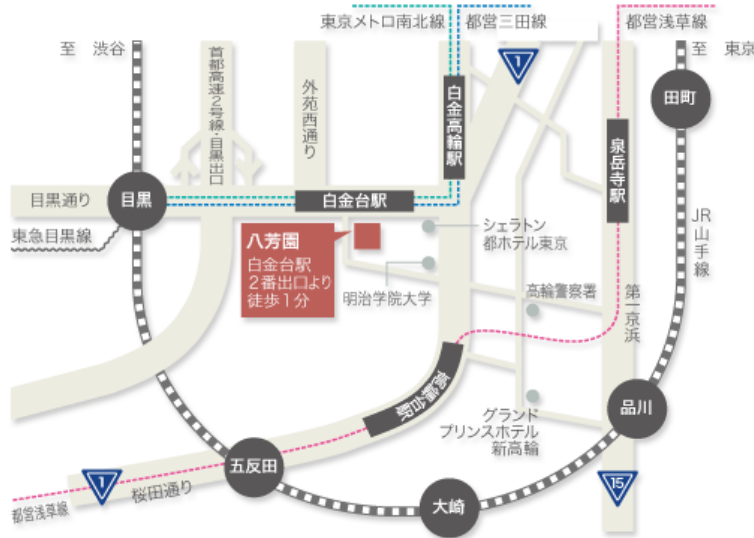 東京メトロ南北線
都営三田線
都営浅草線
至 渋谷
至 東京
首都高速2号線・目黒出口
外苑西通り
1
白金高輪駅
田町
泉岳寺駅
目黒通り
目黒
白金台駅
東急目黒線
八芳園
白金台駅
2番出口より
徒歩1分
シェラトン
都ホテル東京
JR山手線
明治学院大学
高輪警察署
第一京浜
高輪台駅
グランド
プリンスホテル
新高輪
品川
五反田
1
桜田通り
大崎
15
都営浅草線